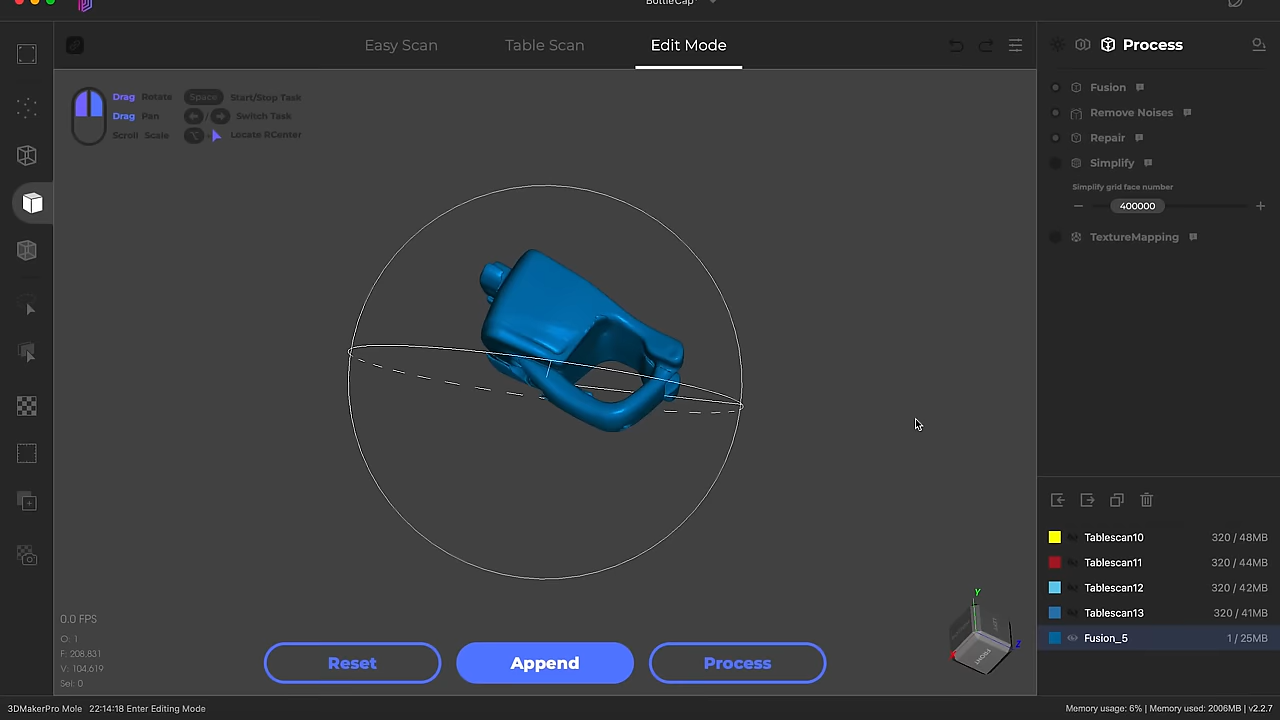 BottleCap*
Easy Scan
Table Scan
Edit Mode
Drag Rotate Space Start/Stop Task
Drag Pan / Switch Task
Scroll Scale Locate RCenter
Process
Fusion
Remove Noises
Repair
Simplify
Simplify grid face number
400000
TextureMapping
Tablescan10 320 / 48MB
Tablescan11 320 / 44MB
Tablescan12 320 / 42MB
Tablescan13 320 / 41MB
Fusion_5 1 / 25MB
Y
Z
FRONT
0.0 FPS
O: 1
F: 208.831
V: 104.619
Sel: 0
Reset
Append
Process
3DMakerPro Mole 22:14:18 Enter Editing Mode
Memory usage: 6% | Memory used: 2006MB | v2.2.7